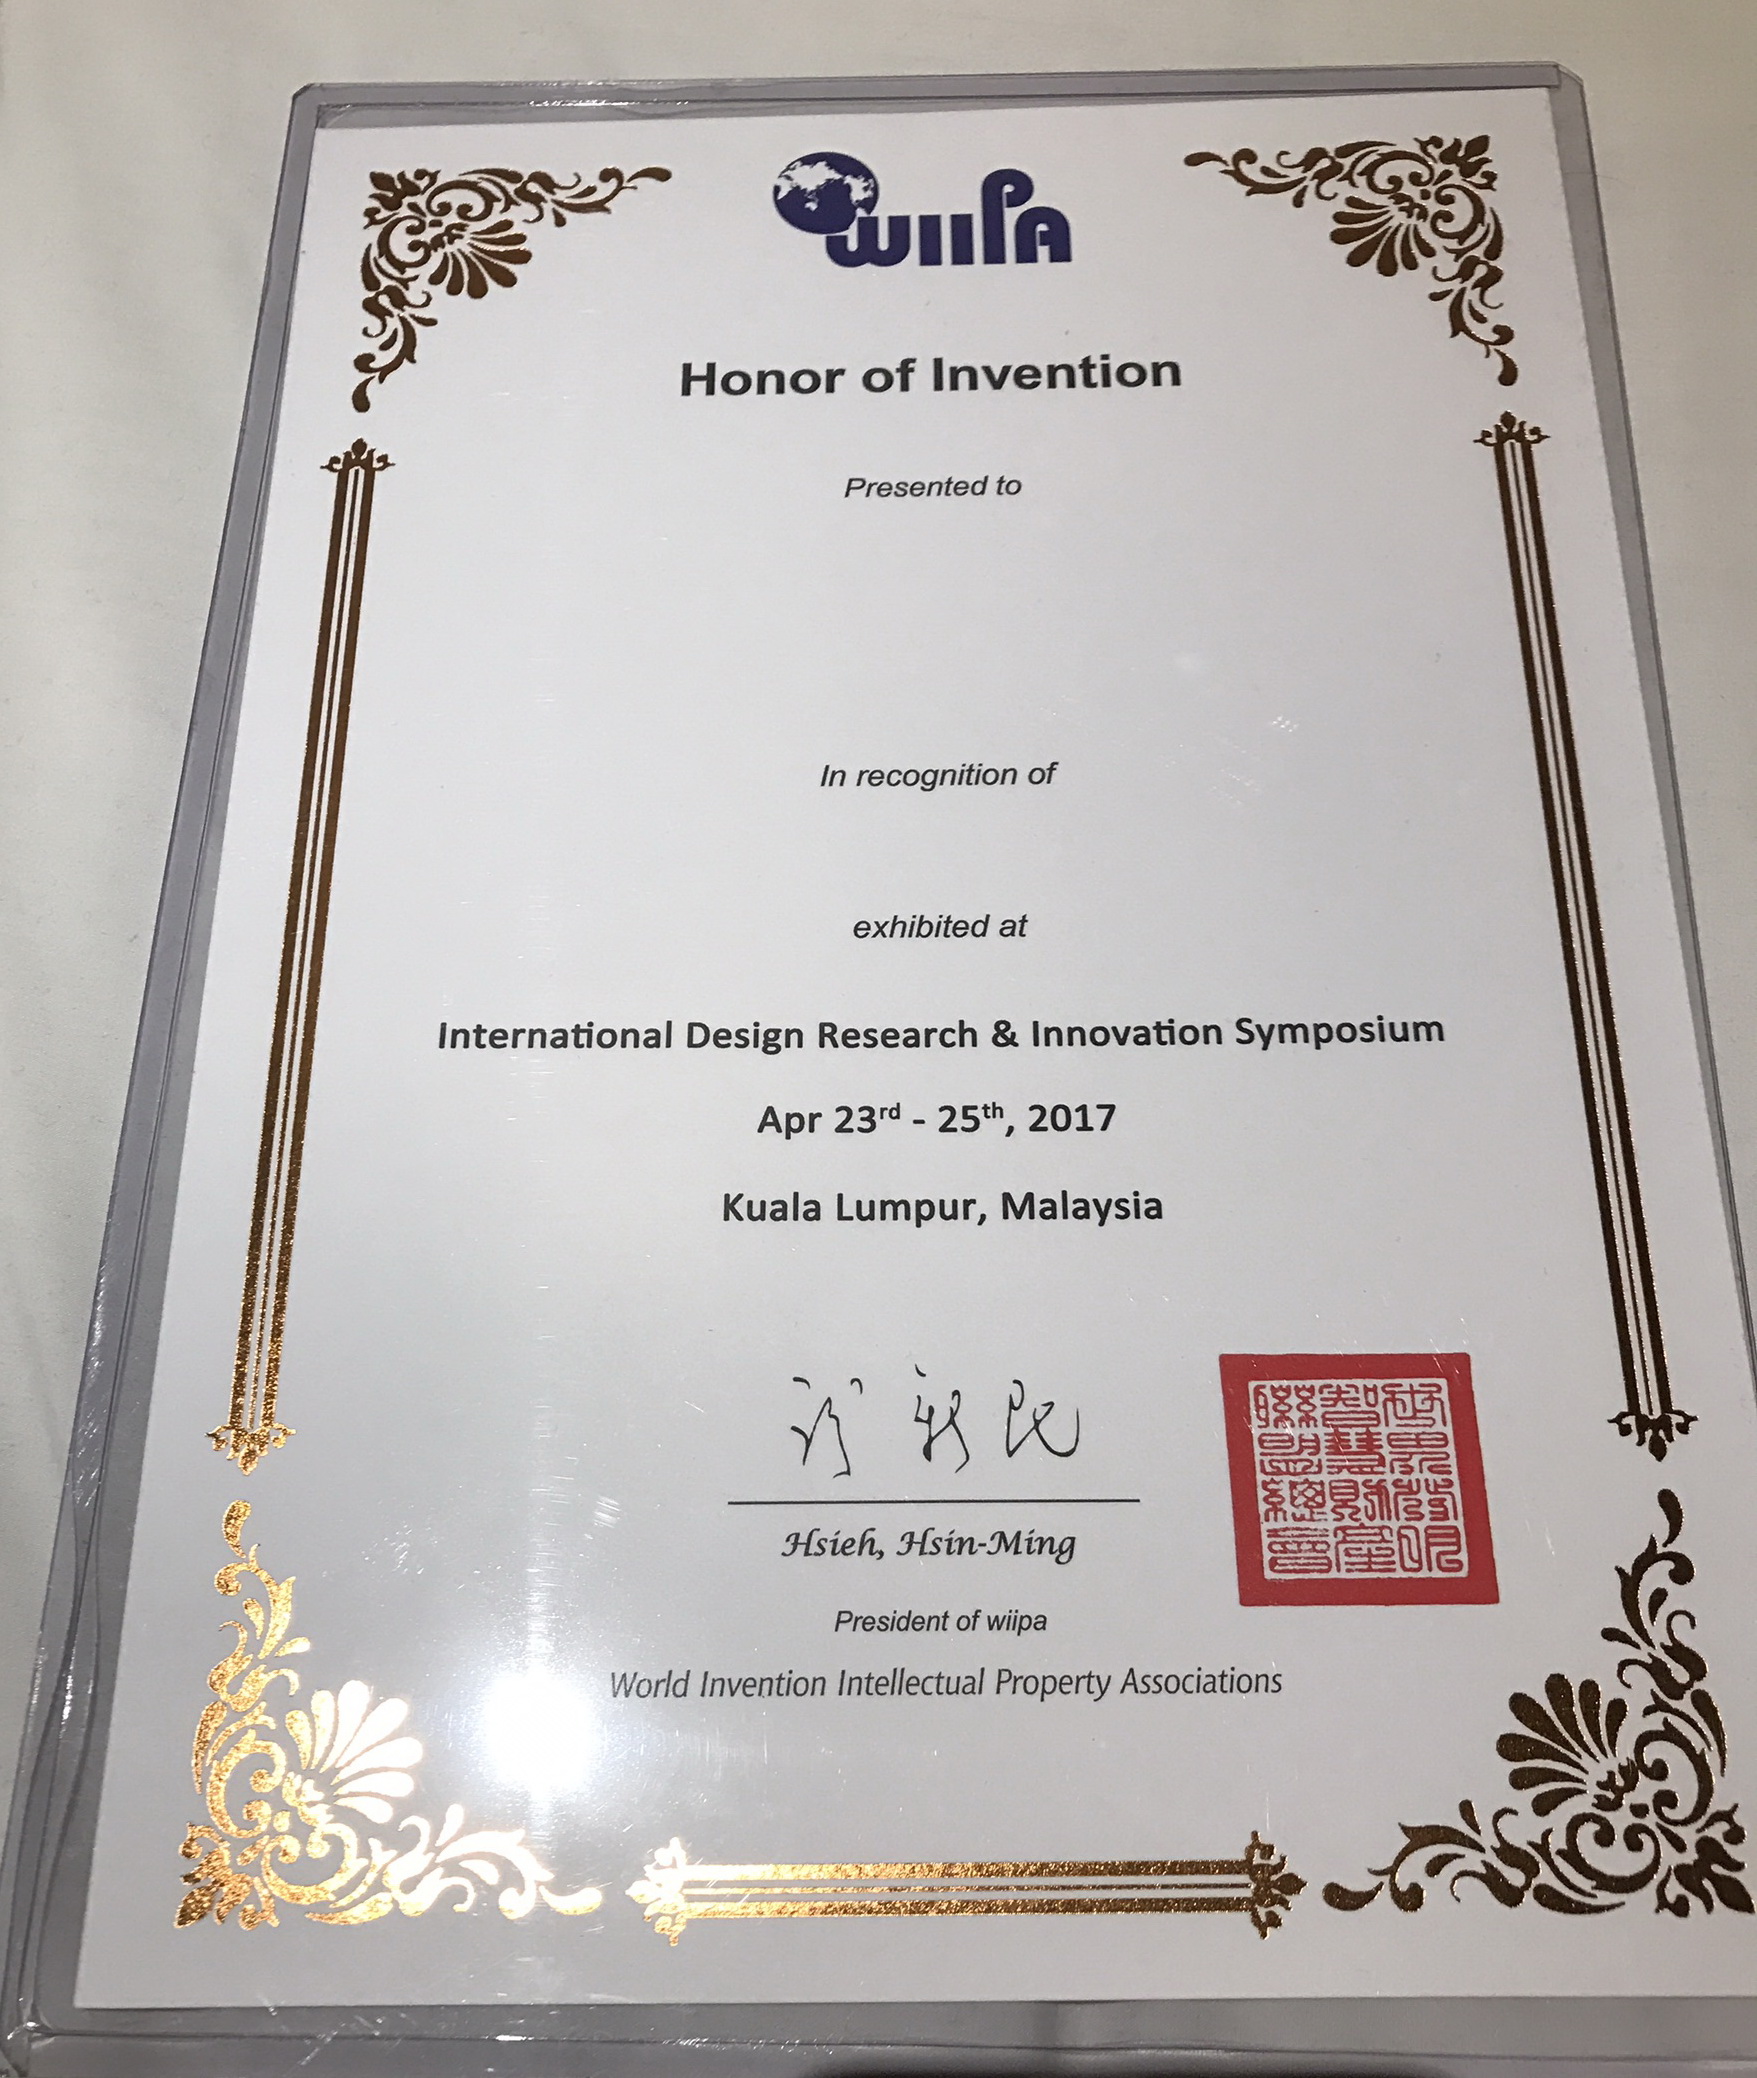 wiipa
Honor of Invention
Presented to
In recognition of
exhibited at
International Design Research & Innovation Symposium
Apr 23rd - 25th, 2017
Kuala Lumpur, Malaysia
Hsieh, Hsin-Ming
President of wiipa
World Invention Intellectual Property Associations